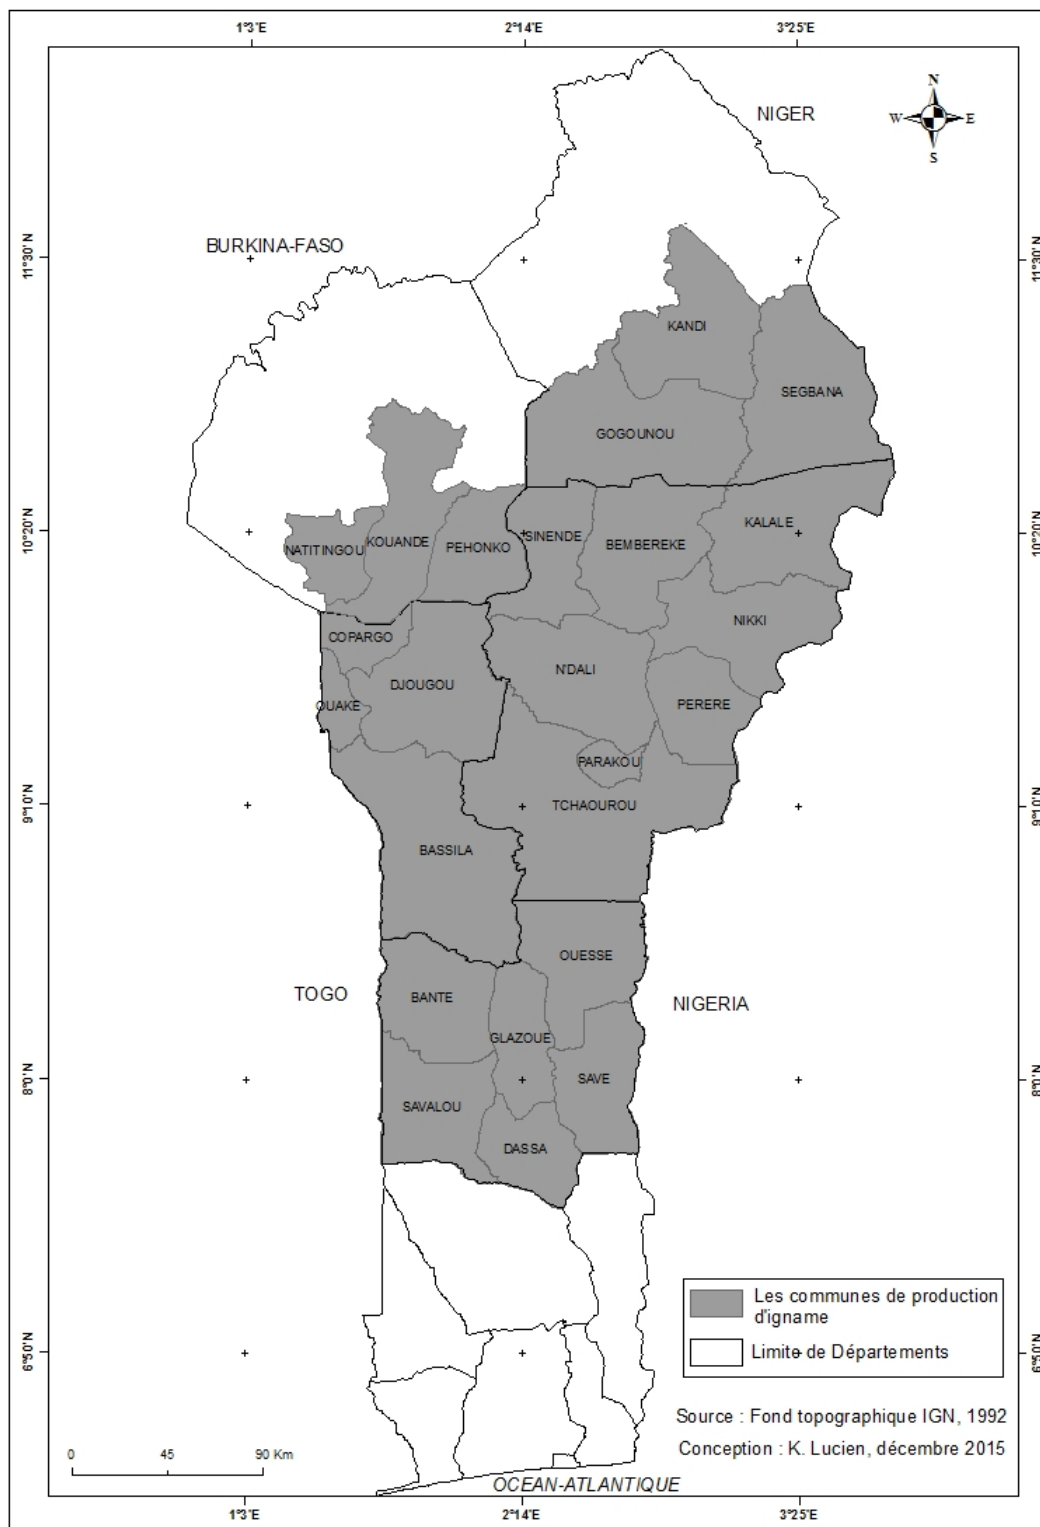 1°3'E 2°14'E 3°25'E
N
W E
S
NIGER
BURKINA-FASO
11°30'N 11°30'N
KANDI
SEGBANA
GOGOUNOU
KALALE
10°20'N 10°20'N
SINENDE
KOUANDE
BEMBEREKE
PEHONKO
NATITINGOU
NIKKI
COPARGO
N'DALI
DJOUGOU
PERERE
OUAKE
PARAKOU
9°10'N TCHAOUROU 9°10'N
BASSILA
OUESSE
TOGO
BANTE
NIGERIA
GLAZOUE
8°0'N SAVE 8°0'N
SAVALOU
DASSA
Les communes de production
d'igname
6°50'N Limite de Départements 6°50'N
Source : Fond topographique IGN, 1992
Conception : K. Lucien, décembre 2015
0 45 90 Km
OCEAN-ATLANTIQUE
1°3'E 2°14'E 3°25'E